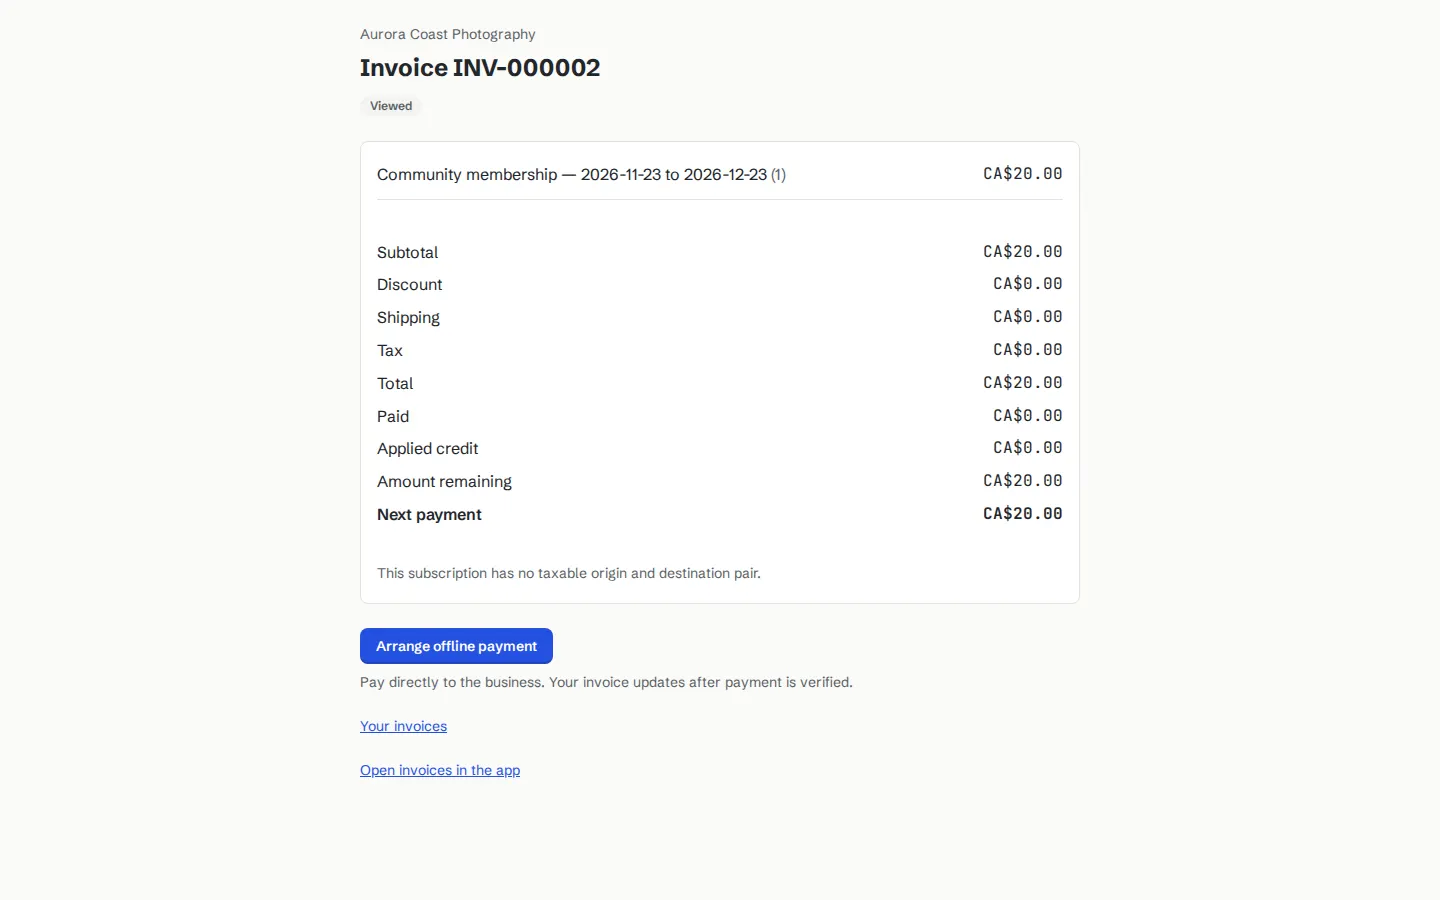 Aurora Coast Photography
Invoice INV-000002
Viewed
Community membership — 2026-11-23 to 2026-12-23 (1) CA$20.00
Subtotal CA$20.00
Discount CA$0.00
Shipping CA$0.00
Tax CA$0.00
Total CA$20.00
Paid CA$0.00
Applied credit CA$0.00
Amount remaining CA$20.00
Next payment CA$20.00
This subscription has no taxable origin and destination pair.
Arrange offline payment
Pay directly to the business. Your invoice updates after payment is verified.
Your invoices
Open invoices in the app